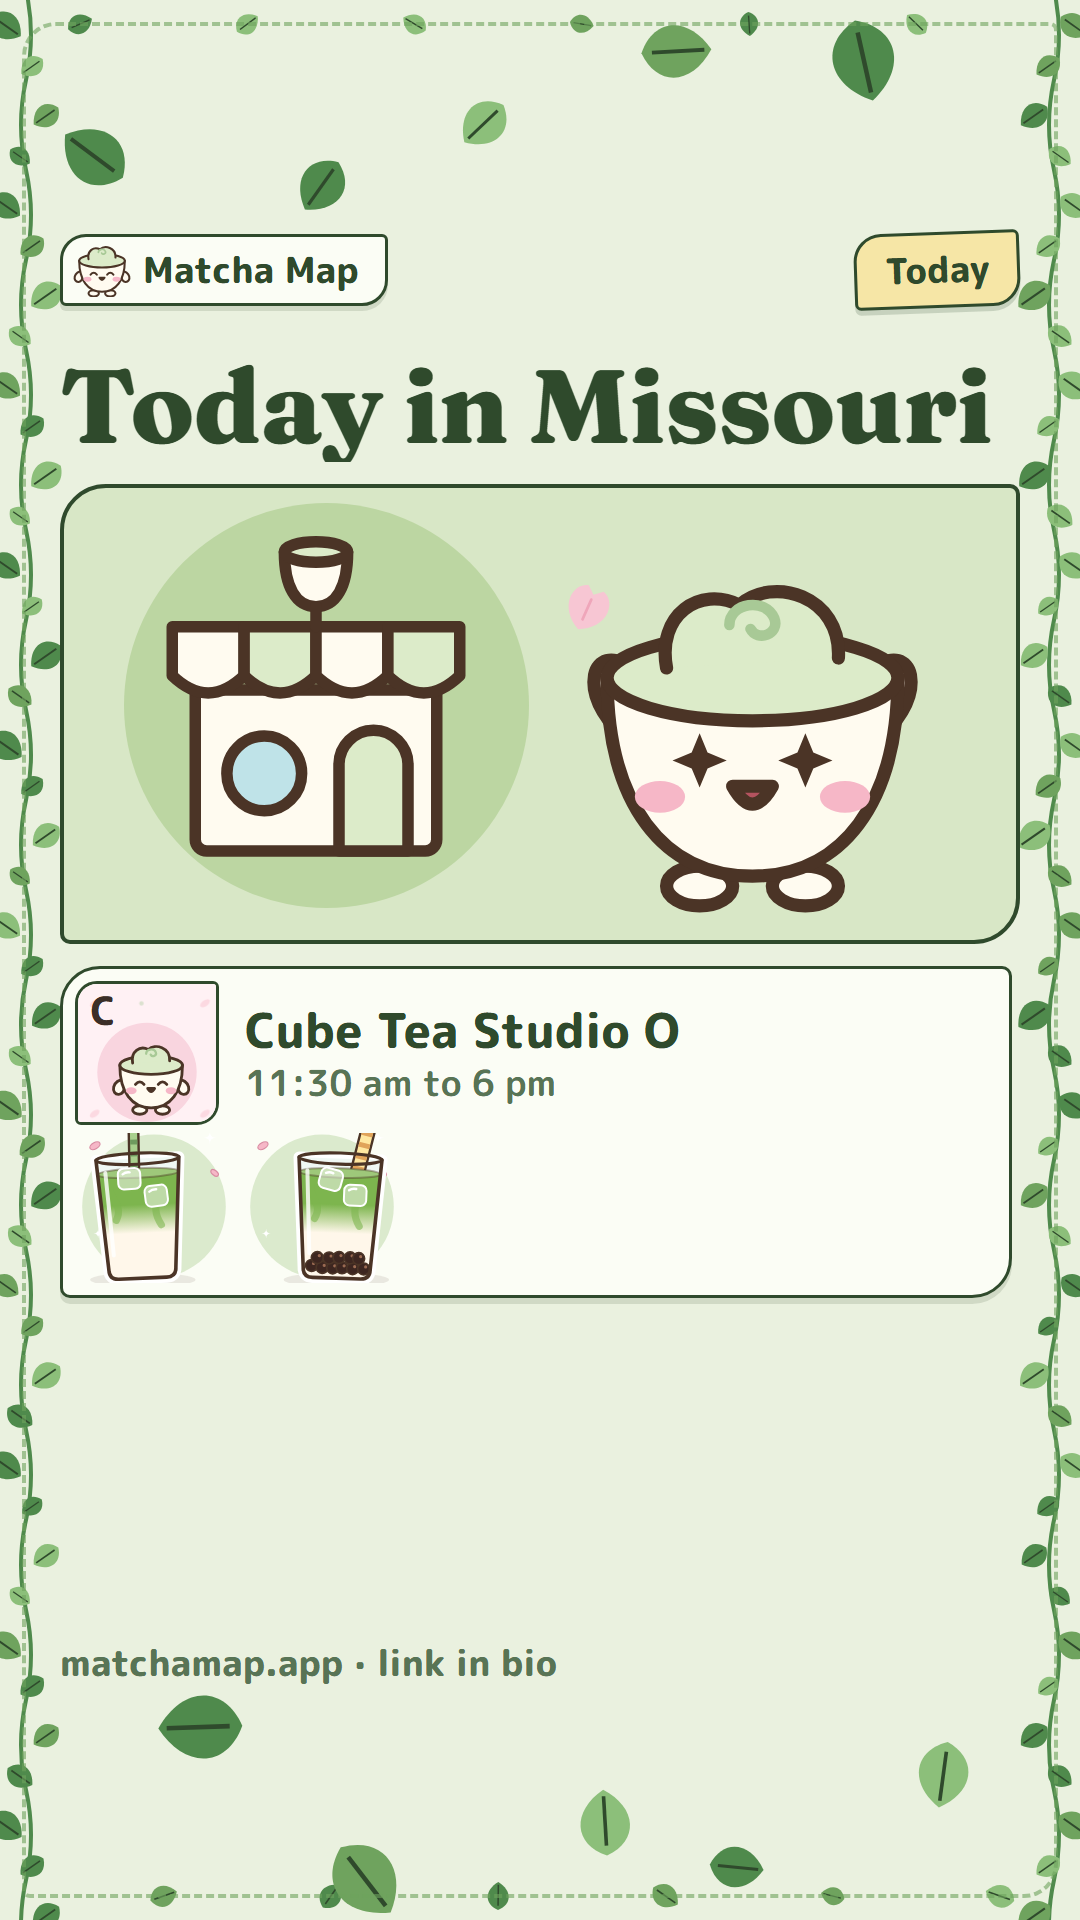 Matcha Map
Today
Today in Missouri
C
Cube Tea Studio O
11:30 am to 6 pm
matchamap.app · link in bio